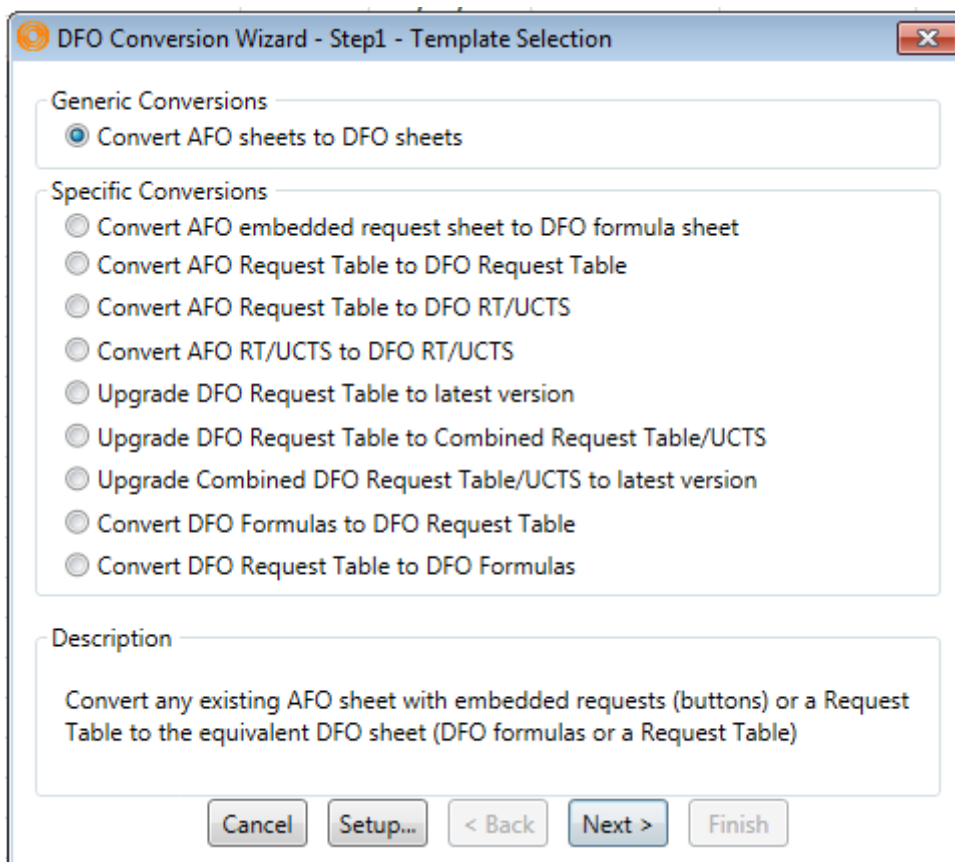 DFO Conversion Wizard - Step1 - Template Selection
Generic Conversions
Convert AFO sheets to DFO sheets
Specific Conversions
Convert AFO embedded request sheet to DFO formula sheet
Convert AFO Request Table to DFO Request Table
Convert AFO Request Table to DFO RT/UCTS
Convert AFO RT/UCTS to DFO RT/UCTS
Upgrade DFO Request Table to latest version
Upgrade DFO Request Table to Combined Request Table/UCTS
Upgrade Combined DFO Request Table/UCTS to latest version
Convert DFO Formulas to DFO Request Table
Convert DFO Request Table to DFO Formulas
Description
Convert any existing AFO sheet with embedded requests (buttons) or a Request
Table to the equivalent DFO sheet (DFO formulas or a Request Table)
Cancel Setup... < Back Next > Finish